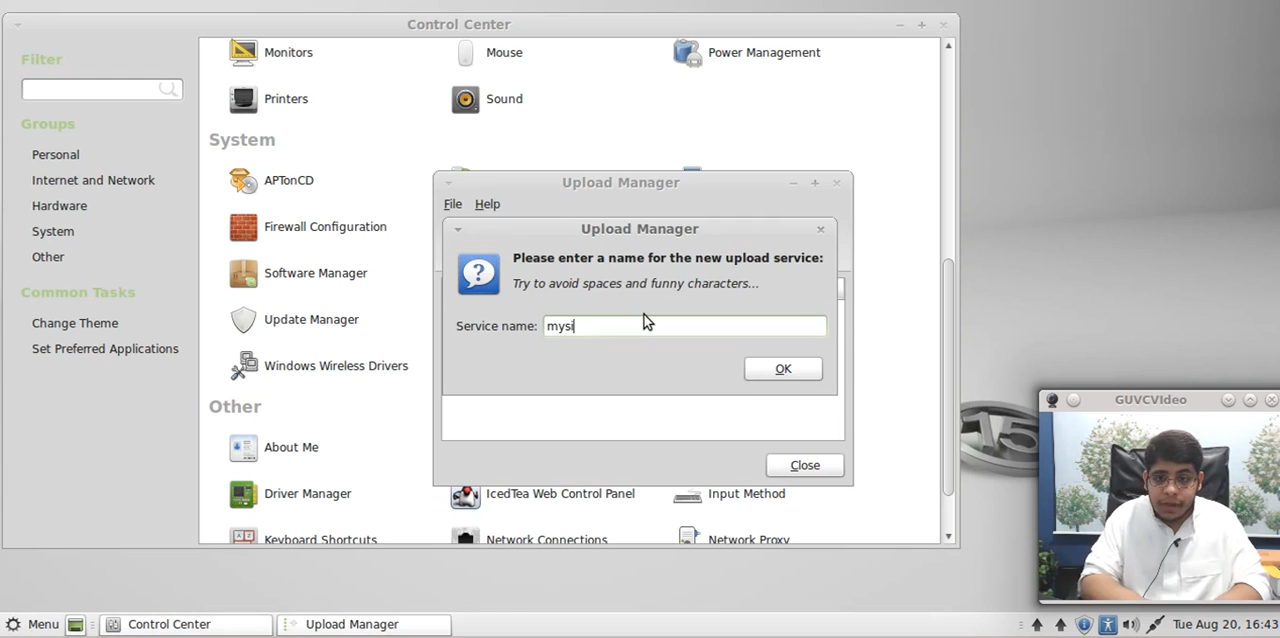 Control Center
Filter
Groups
Personal
Internet and Network
Hardware
System
Other
Common Tasks
Change Theme
Set Preferred Applications
Monitors
Mouse
Power Management
Printers
Sound
System
APTonCD
Firewall Configuration
Software Manager
Update Manager
Windows Wireless Drivers
Other
About Me
Driver Manager
IcedTea Web Control Panel
Input Method
Keyboard Shortcuts
Network Connections
Network Proxy
Upload Manager
File Help
Upload Manager
Please enter a name for the new upload service:
Try to avoid spaces and funny characters...
Service name: mysi
OK
Close
15
GUVCVIdeo
Menu
Control Center
Upload Manager
Tue Aug 20, 16:43